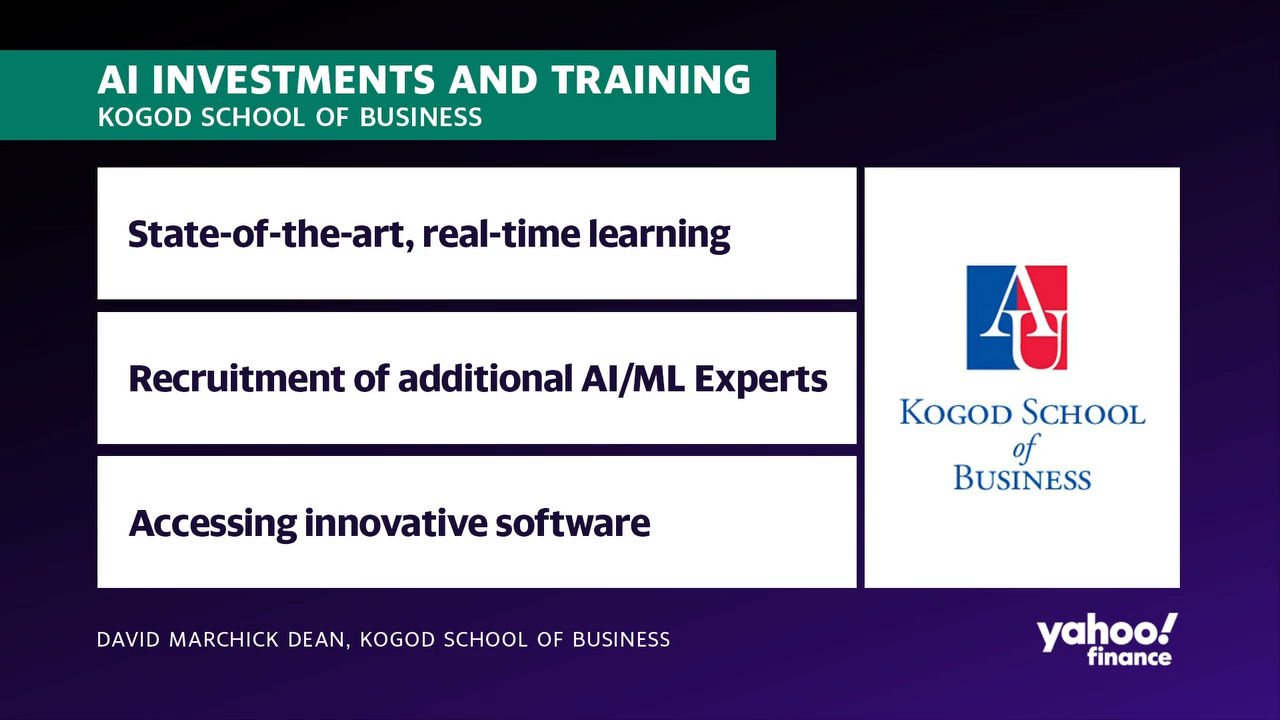 AI INVESTMENTS AND TRAINING
KOGOD SCHOOL OF BUSINESS
State-of-the-art, real-time learning
Recruitment of additional AI/ML Experts
Accessing innovative software
AU
KOGOD SCHOOL
of
BUSINESS
DAVID MARCHICK DEAN, KOGOD SCHOOL OF BUSINESS
yahoo!
finance